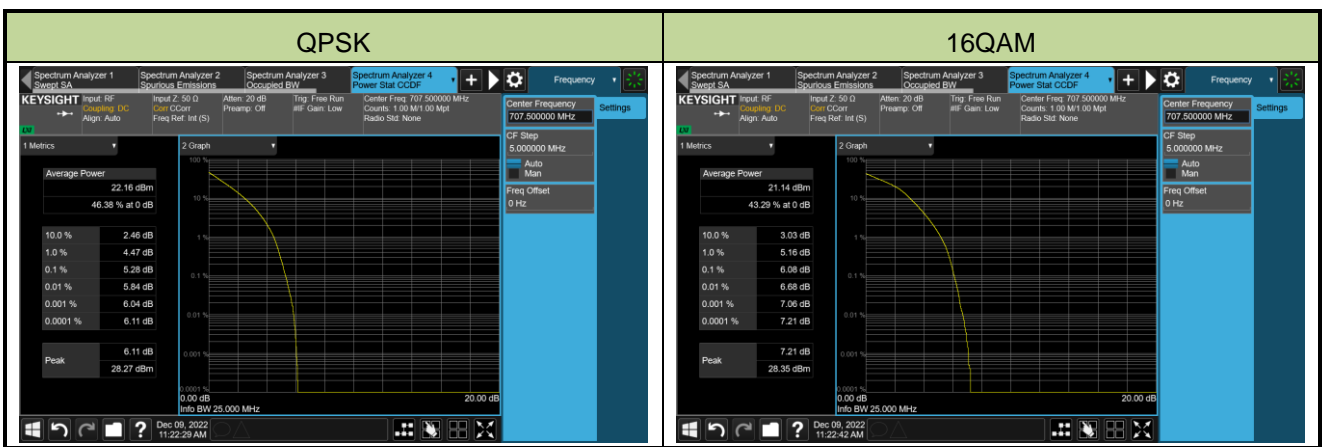 QPSK
16QAM
Spectrum Analyzer 1
Swept SA
Spectrum Analyzer 2
Spurious Emissions
Spectrum Analyzer 3
Occupied BW
Spectrum Analyzer 4
Power Stat CCDF
Frequency
KEYSIGHT
Input: RF
Coupling: DC
Align: Auto
Input Z: 50 Ω
Corr CCorr
Freq Ref: Int (S)
Atten: 20 dB
Preamp: Off
Trig: Free Run
#IF Gain: Low
Center Freq: 707.500000 MHz
Counts: 1.00 M/1.00 Mpt
Radio Std: None
Center Frequency
707.500000 MHz
Settings
CF Step
5.000000 MHz
Auto
Man
Freq Offset
0 Hz
1 Metrics
2 Graph
Average Power
22.16 dBm
46.38 % at 0 dB
10.0 % 2.46 dB
1.0 % 4.47 dB
0.1 % 5.28 dB
0.01 % 5.84 dB
0.001 % 6.04 dB
0.0001 % 6.11 dB
Peak
6.11 dB
28.27 dBm
100 %
10 %
1 %
0.1 %
0.01 %
0.001 %
0.0001 %
0.00 dB
20.00 dB
Info BW 25.000 MHz
Dec 09, 2022
11:22:29 AM
Spectrum Analyzer 1
Swept SA
Spectrum Analyzer 2
Spurious Emissions
Spectrum Analyzer 3
Occupied BW
Spectrum Analyzer 4
Power Stat CCDF
Frequency
KEYSIGHT
Input: RF
Coupling: DC
Align: Auto
Input Z: 50 Ω
Corr CCorr
Freq Ref: Int (S)
Atten: 20 dB
Preamp: Off
Trig: Free Run
#IF Gain: Low
Center Freq: 707.500000 MHz
Counts: 1.00 M/1.00 Mpt
Radio Std: None
Center Frequency
707.500000 MHz
Settings
CF Step
5.000000 MHz
Auto
Man
Freq Offset
0 Hz
1 Metrics
2 Graph
Average Power
21.14 dBm
43.29 % at 0 dB
10.0 % 3.03 dB
1.0 % 5.16 dB
0.1 % 6.08 dB
0.01 % 6.68 dB
0.001 % 7.06 dB
0.0001 % 7.21 dB
Peak
7.21 dB
28.35 dBm
100 %
10 %
1 %
0.1 %
0.01 %
0.001 %
0.0001 %
0.00 dB
20.00 dB
Info BW 25.000 MHz
Dec 09, 2022
11:22:42 AM